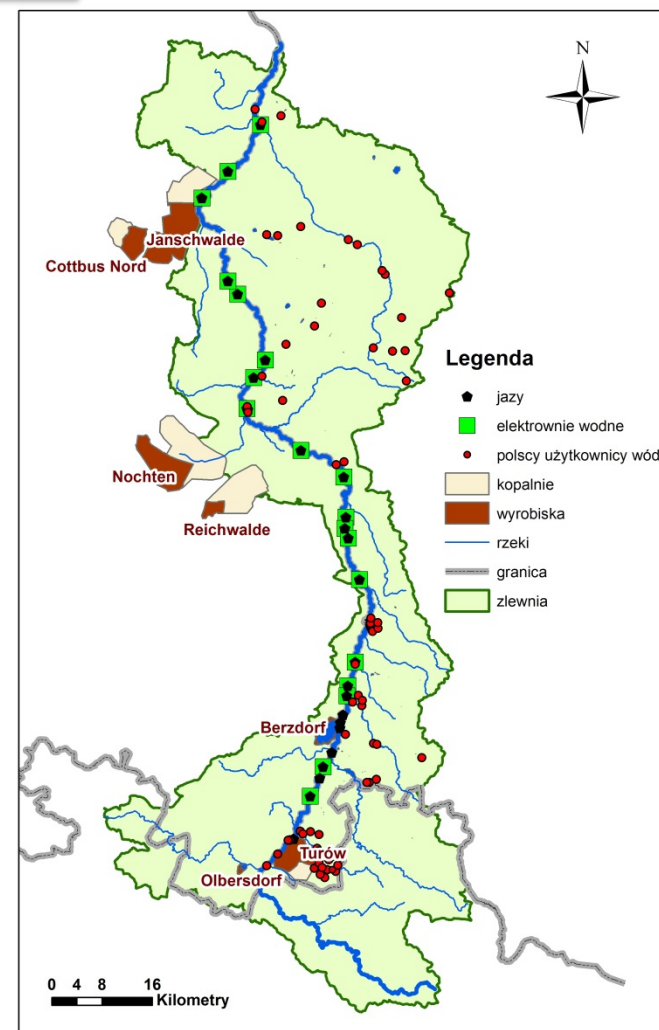 N
Janschwalde
Cottbus Nord
Legenda
jazy
elektrownie wodne
polscy użytkownicy wód
kopalnie
wyrobiska
rzeki
granica
zlewnia
Nochten
Reichwalde
Berzdorf
Turów
Olbersdorf
0 4 8 16
Kilometry